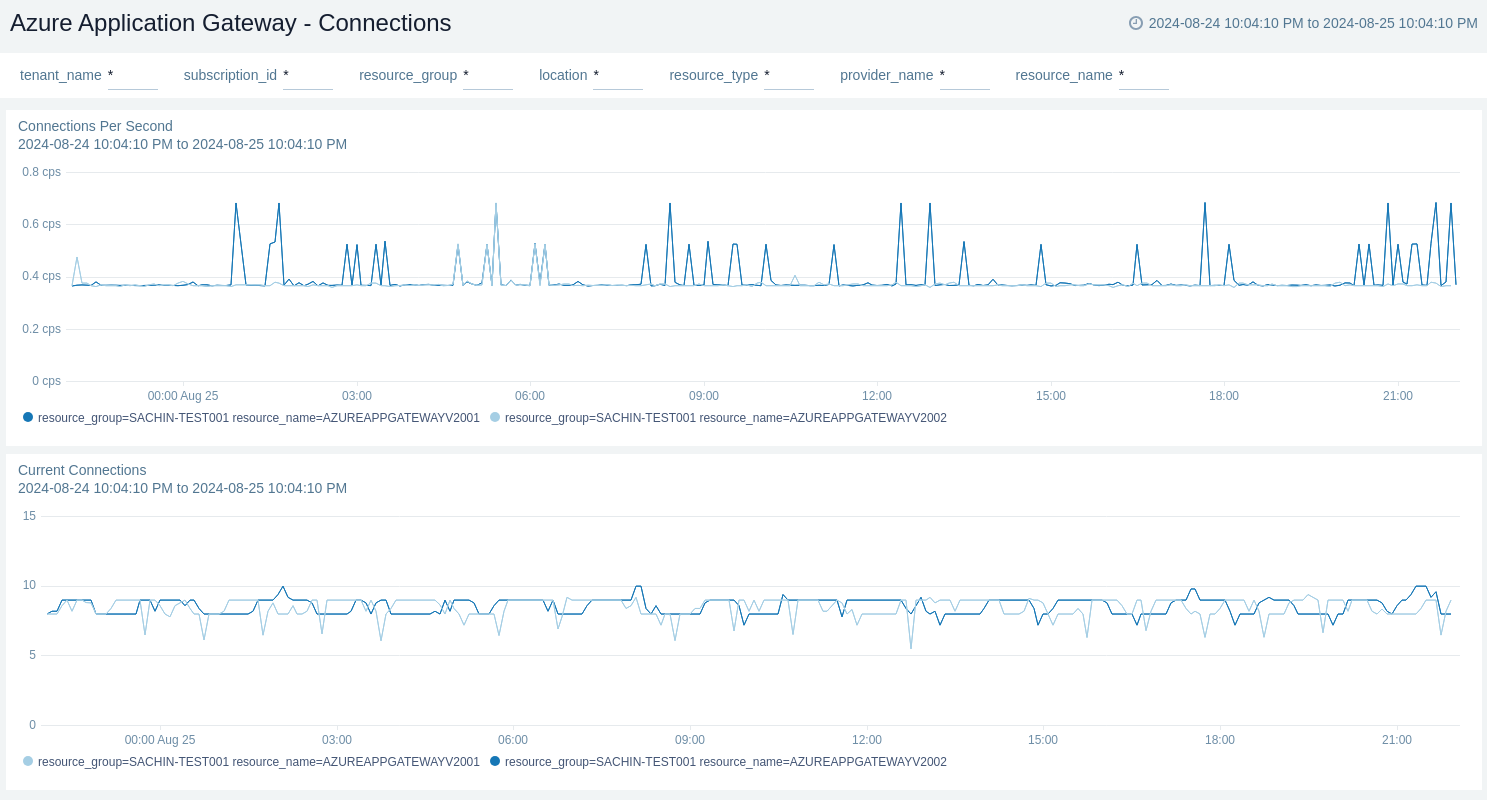 Azure Application Gateway - Connections
2024-08-24 10:04:10 PM to 2024-08-25 10:04:10 PM
tenant_name * subscription_id * resource_group * location * resource_type * provider_name * resource_name *
Connections Per Second
2024-08-24 10:04:10 PM to 2024-08-25 10:04:10 PM
0.8 cps
0.6 cps
0.4 cps
0.2 cps
0 cps
00:00 Aug 25 03:00 06:00 09:00 12:00 15:00 18:00 21:00
resource_group=SACHIN-TEST001 resource_name=AZUREAPPGATEWAYV2001 resource_group=SACHIN-TEST001 resource_name=AZUREAPPGATEWAYV2002
Current Connections
2024-08-24 10:04:10 PM to 2024-08-25 10:04:10 PM
15
10
5
0
00:00 Aug 25 03:00 06:00 09:00 12:00 15:00 18:00 21:00
resource_group=SACHIN-TEST001 resource_name=AZUREAPPGATEWAYV2001 resource_group=SACHIN-TEST001 resource_name=AZUREAPPGATEWAYV2002